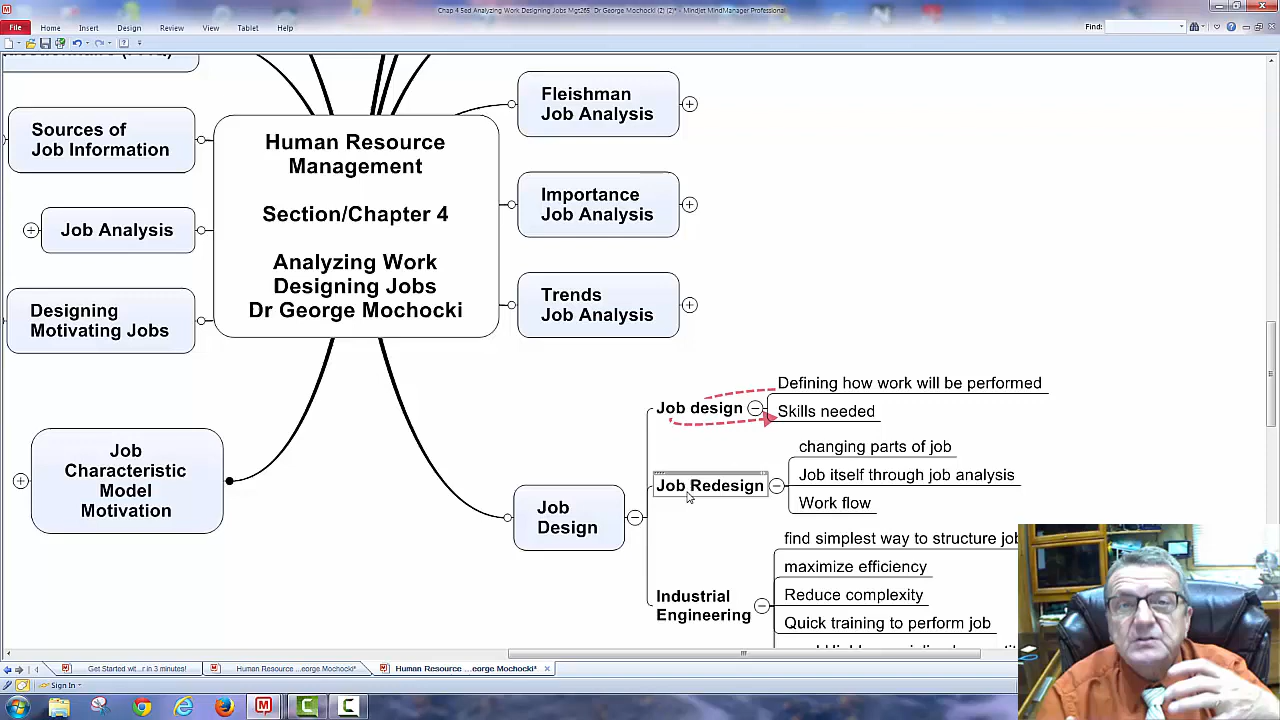 Chap 4 5ed Analyzing Work Designing Jobs Mgt265 Dr George Mochocki (2) (2)* - Mindjet MindManager Professional
File
Home
Insert
Design
Review
View
Tablet
Help
Find:
Sources of
Job Information
Job Analysis
Designing
Motivating Jobs
Job
Characteristic
Model
Motivation
Human Resource
Management
Section/Chapter 4
Analyzing Work
Designing Jobs
Dr George Mochocki
Fleishman
Job Analysis
Importance
Job Analysis
Trends
Job Analysis
Job
Design
Job design
Defining how work will be performed
Skills needed
Job Redesign
changing parts of job
Job itself through job analysis
Work flow
Industrial
Engineering
find simplest way to structure job
maximize efficiency
Reduce complexity
Quick training to perform job
Get Started wit...r in 3 minutes!
Human Resource ...eorge Mochocki*
Human Resource ...eorge Mochocki*
Sign In